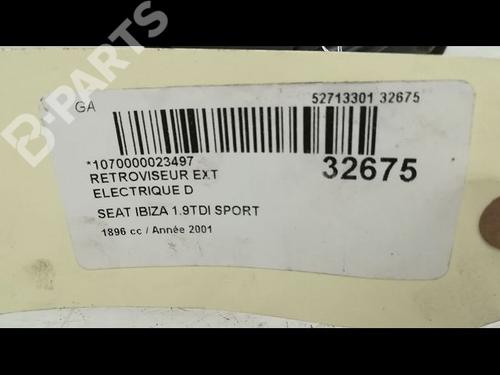 B-PARTS
GA
52713301 32675
*1070000023497
32675
RETROVISEUR EXT
ELECTRIQUE D
SEAT IBIZA 1.9TDI SPORT
1896 cc / Année 2001